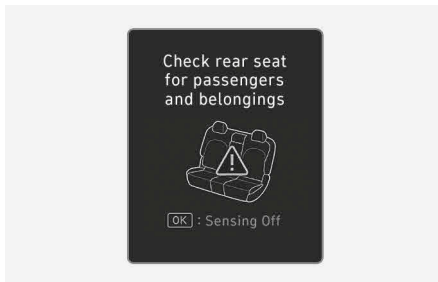 Check rear seat
for passengers
and belongings
OK : Sensing Off